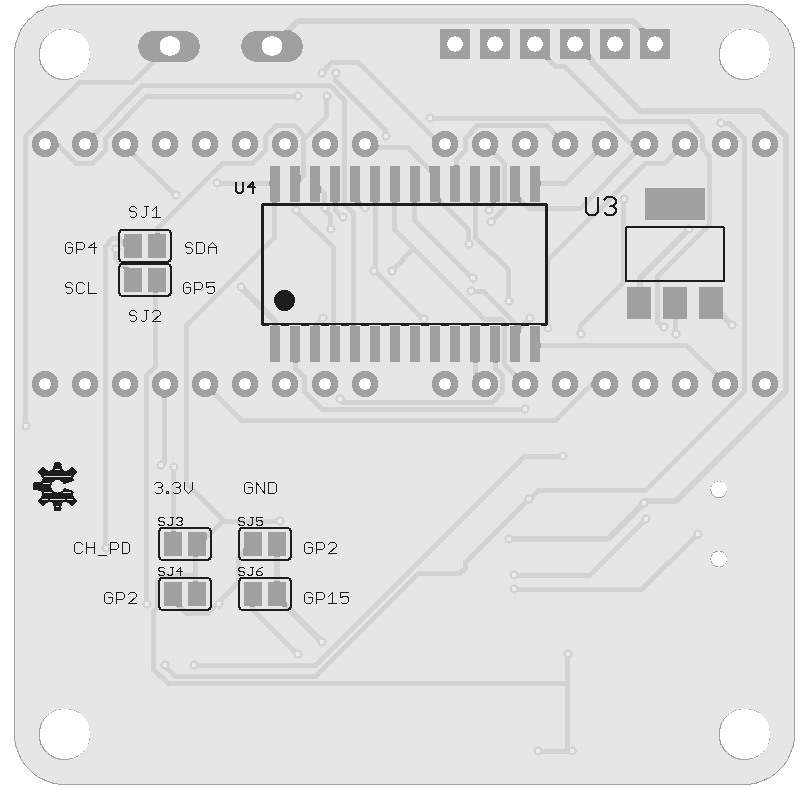 U4
U3
SJ1
GP4 SDA
SCL GP5
SJ2
3.3V GND
SJ3 SJ5
CH_PD GP2
SJ4 SJ6
GP2 GP15